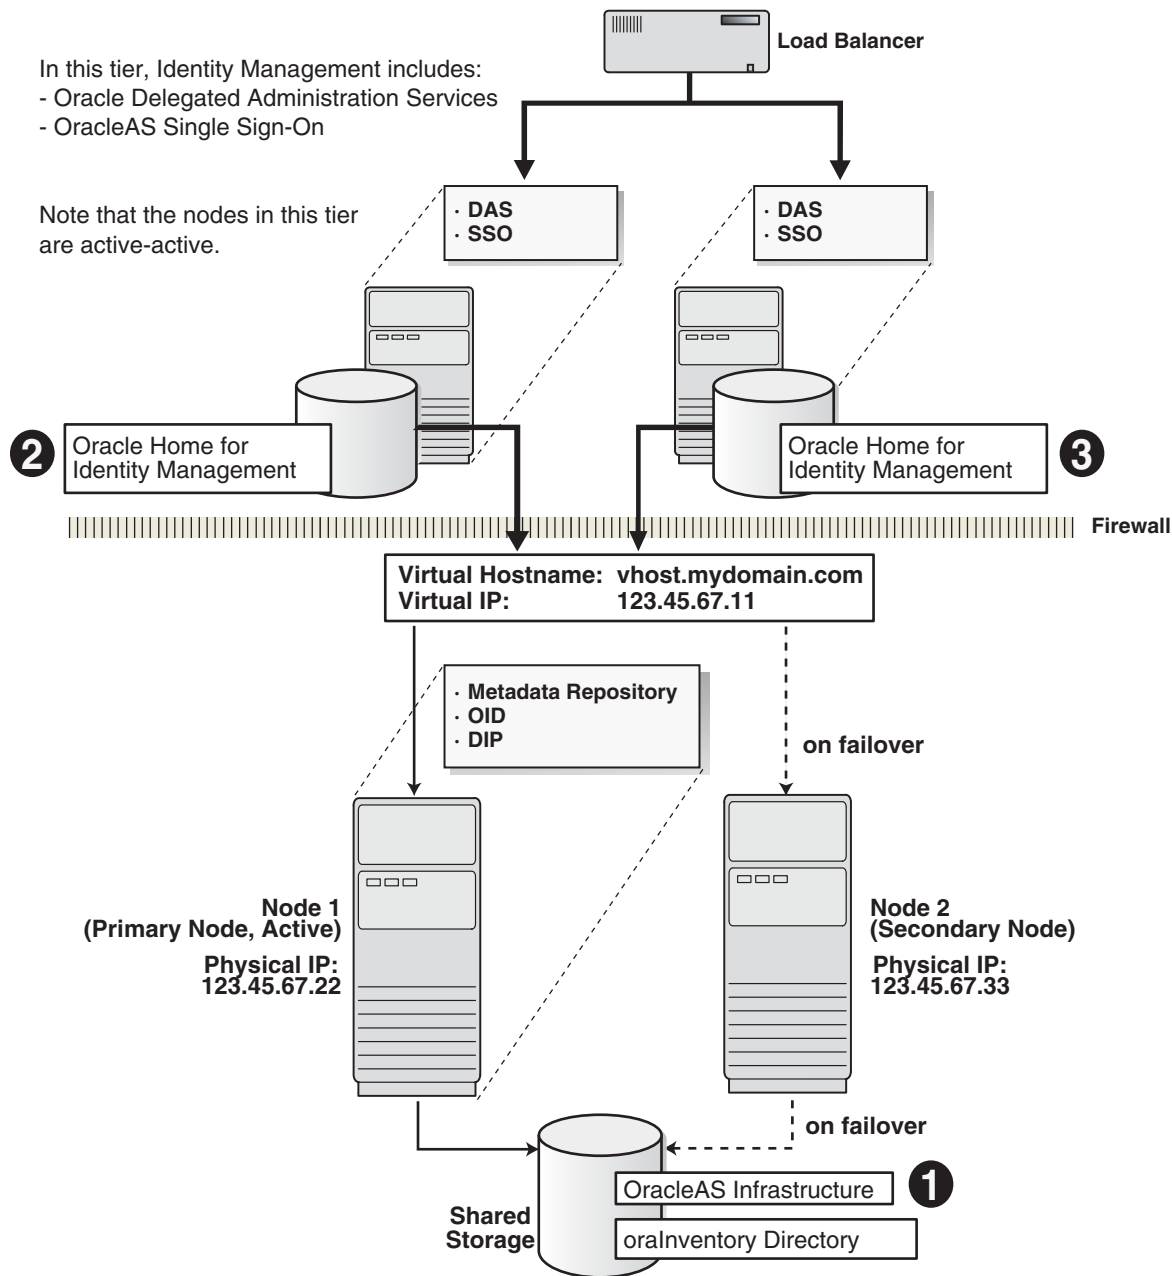 Load Balancer
In this tier, Identity Management includes:
- Oracle Delegated Administration Services
- OracleAS Single Sign-On
Note that the nodes in this tier
are active-active.
· DAS
· SSO
· DAS
· SSO
2
Oracle Home for
Identity Management
Oracle Home for
Identity Management
3
Firewall
Virtual Hostname: vhost.mydomain.com
Virtual IP: 123.45.67.11
· Metadata Repository
· OID
· DIP
on failover
Node 1
(Primary Node, Active)
Physical IP:
123.45.67.22
Node 2
(Secondary Node)
Physical IP:
123.45.67.33
on failover
OracleAS Infrastructure
1
Shared
Storage
oraInventory Directory